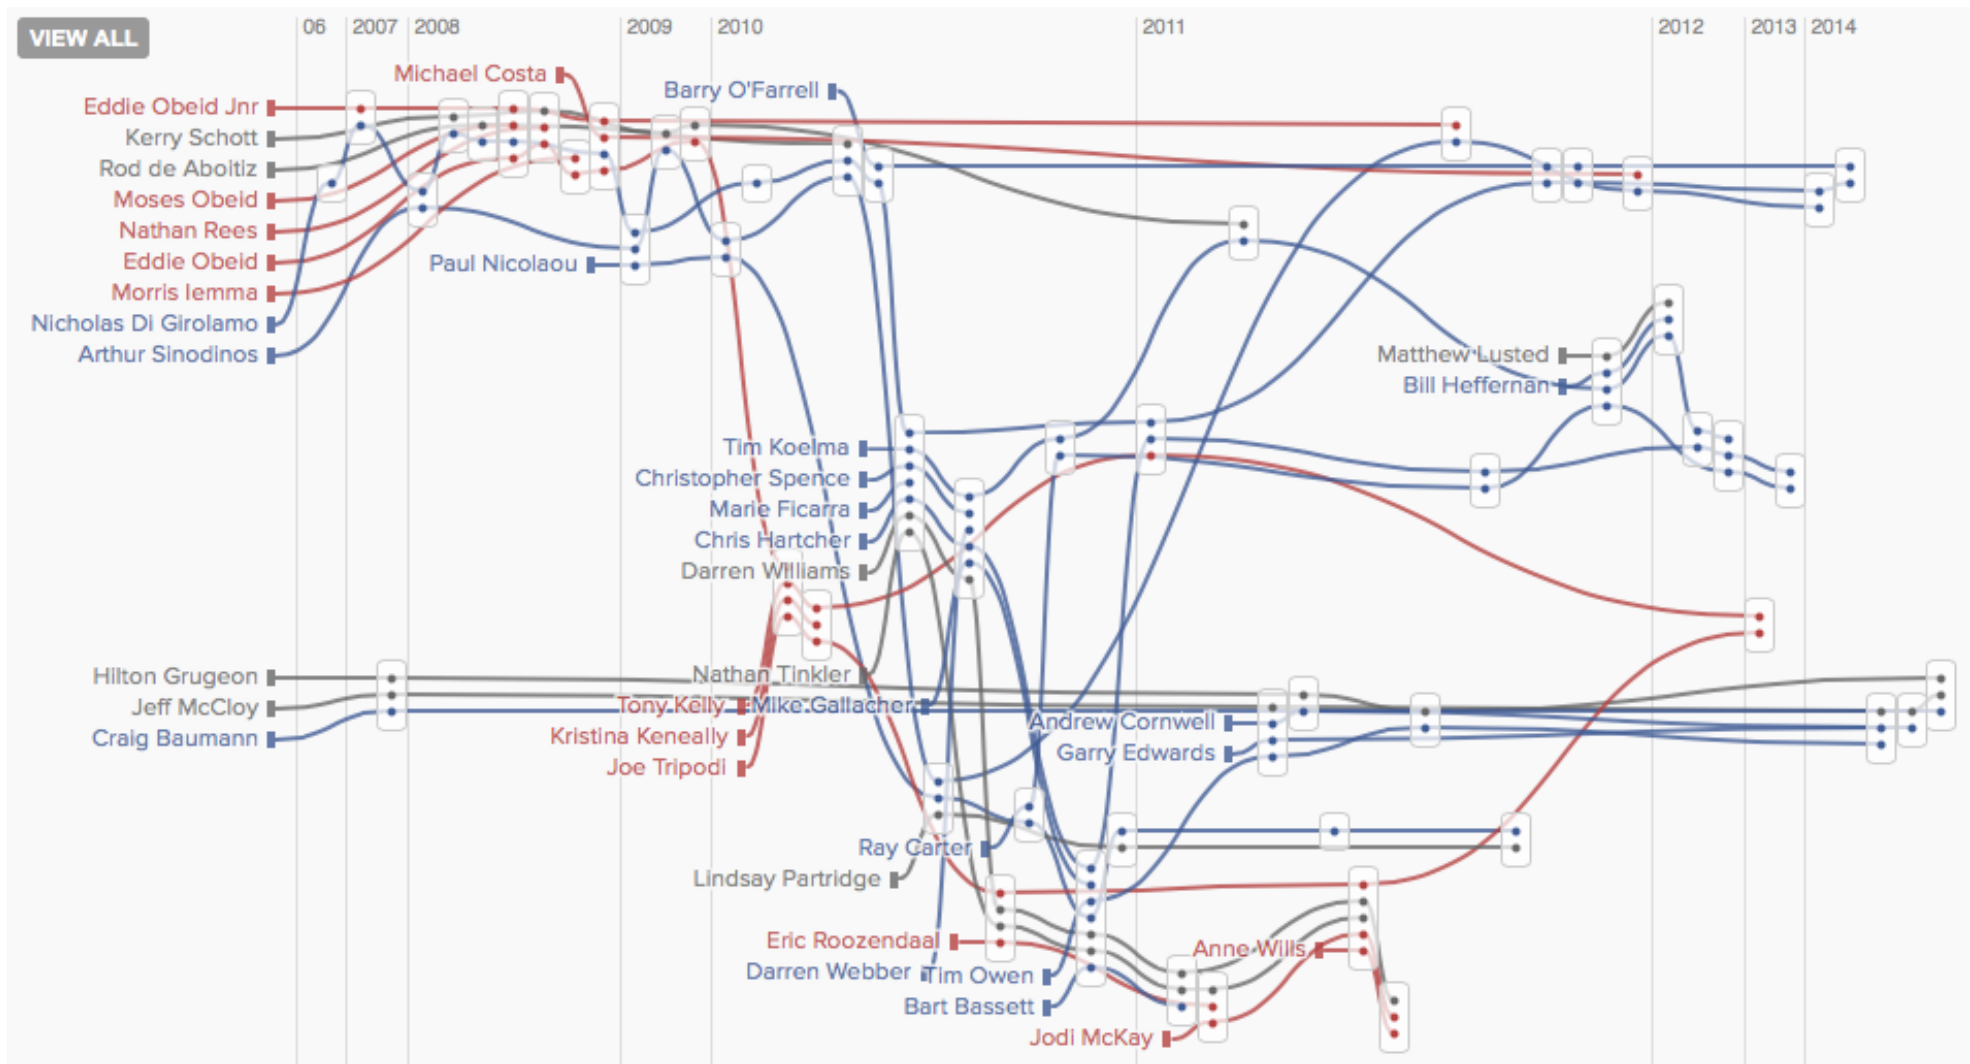 VIEW ALL
06 2007 2008 2009 2010 2011 2012 2013 2014
Michael Costa
Barry O'Farrell
Eddie Obeid Jnr
Kerry Schott
Rod de Aboitiz
Moses Obeid
Nathan Rees
Eddie Obeid
Paul Nicolaou
Morris Iemma
Nicholas Di Girolamo
Arthur Sinodinos
Matthew Lusted
Bill Heffernan
Tim Koelma
Christopher Spence
Marie Ficarra
Chris Hartcher
Darren Williams
Nathan Tinkler
Hilton Grugeon
Jeff McCloy
Tony Kelly
Mike Gallacher
Andrew Cornwell
Craig Baumann
Kristina Keneally
Garry Edwards
Joe Tripodi
Ray Carter
Lindsay Partridge
Eric Roozendaal
Anne Wills
Darren Webber
Tim Owen
Bart Bassett
Jodi McKay